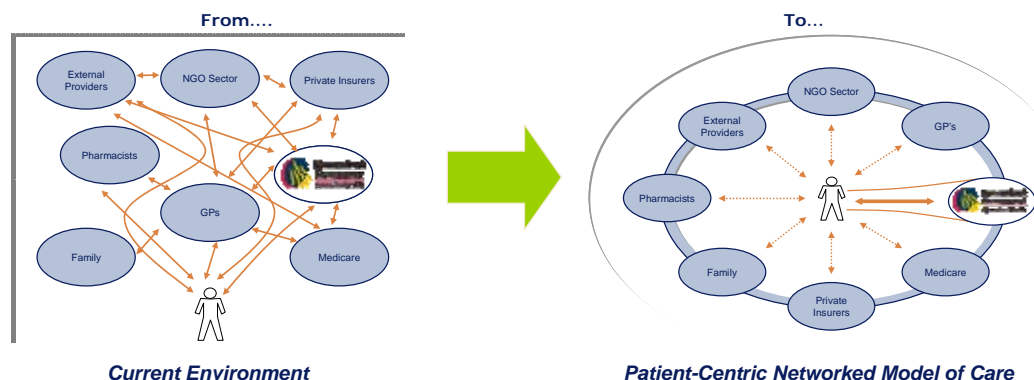 From....
To...
External
Providers
NGO Sector
Private Insurers
Pharmacists
GPs
Family
Medicare
Current Environment
NGO Sector
External
Providers
GP's
Pharmacists
Family
Medicare
Private
Insurers
Patient-Centric Networked Model of Care